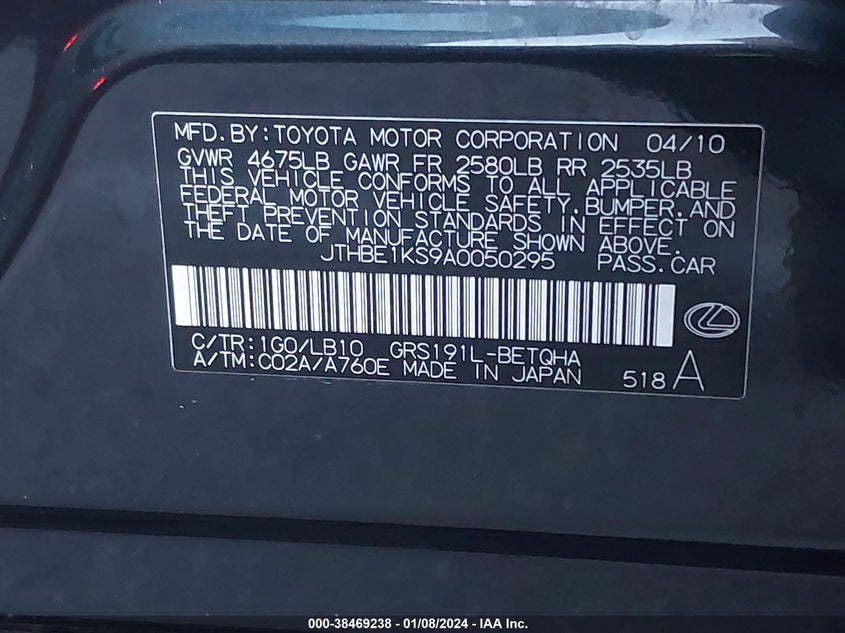 MFD. BY: TOYOTA MOTOR CORPORATION 04/10
GVWR 4675LB GAWR FR 2580LB RR 2535LB
THIS VEHICLE CONFORMS TO ALL APPLICABLE
FEDERAL MOTOR VEHICLE SAFETY, BUMPER, AND
THEFT PREVENTION STANDARDS IN EFFECT ON
THE DATE OF MANUFACTURE SHOWN ABOVE.
JTHBE1KS9A0050295 PASS. CAR
C/TR: 1G0/LB10 GRS191L-BETQHA
A/TM: C02A/A760E MADE IN JAPAN 518 A
000-38469238 - 01/08/2024 - IAA Inc.